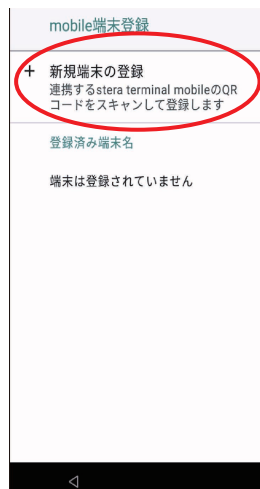 mobile端末登録
+ 新規端末の登録
連携するstera terminal mobileのQR
コードをスキャンして登録します
登録済み端末名
端末は登録されていません